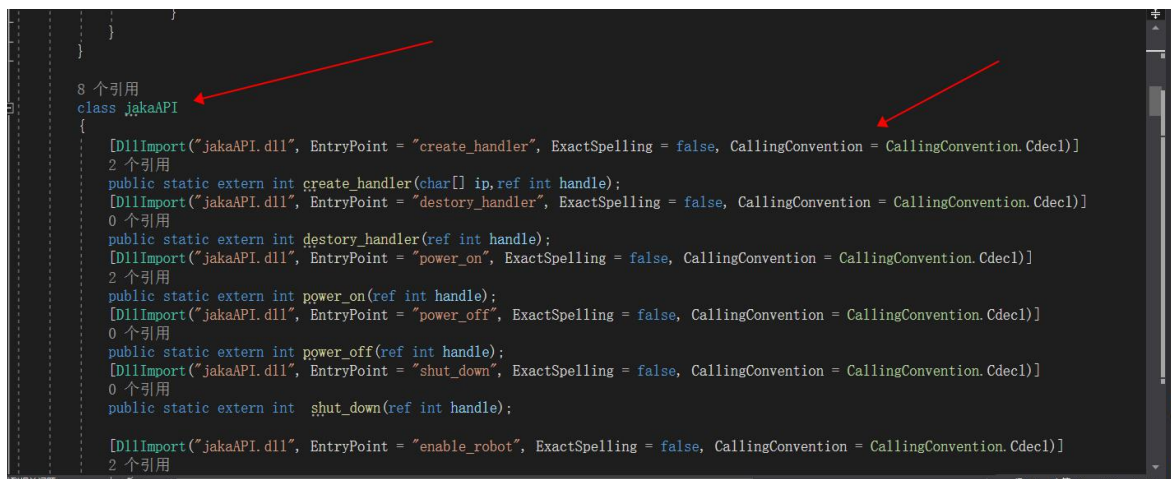 }
}
}
8 个引用
class jakaAPI
{
[DllImport("jakaAPI.dll", EntryPoint = "create_handler", ExactSpelling = false, CallingConvention = CallingConvention.Cdecl)]
2 个引用
public static extern int create_handler(char[] ip,ref int handle);
[DllImport("jakaAPI.dll", EntryPoint = "destory_handler", ExactSpelling = false, CallingConvention = CallingConvention.Cdecl)]
0 个引用
public static extern int destory_handler(ref int handle);
[DllImport("jakaAPI.dll", EntryPoint = "power_on", ExactSpelling = false, CallingConvention = CallingConvention.Cdecl)]
2 个引用
public static extern int power_on(ref int handle);
[DllImport("jakaAPI.dll", EntryPoint = "power_off", ExactSpelling = false, CallingConvention = CallingConvention.Cdecl)]
0 个引用
public static extern int power_off(ref int handle);
[DllImport("jakaAPI.dll", EntryPoint = "shut_down", ExactSpelling = false, CallingConvention = CallingConvention.Cdecl)]
0 个引用
public static extern int  shut_down(ref int handle);
[DllImport("jakaAPI.dll", EntryPoint = "enable_robot", ExactSpelling = false, CallingConvention = CallingConvention.Cdecl)]
2 个引用